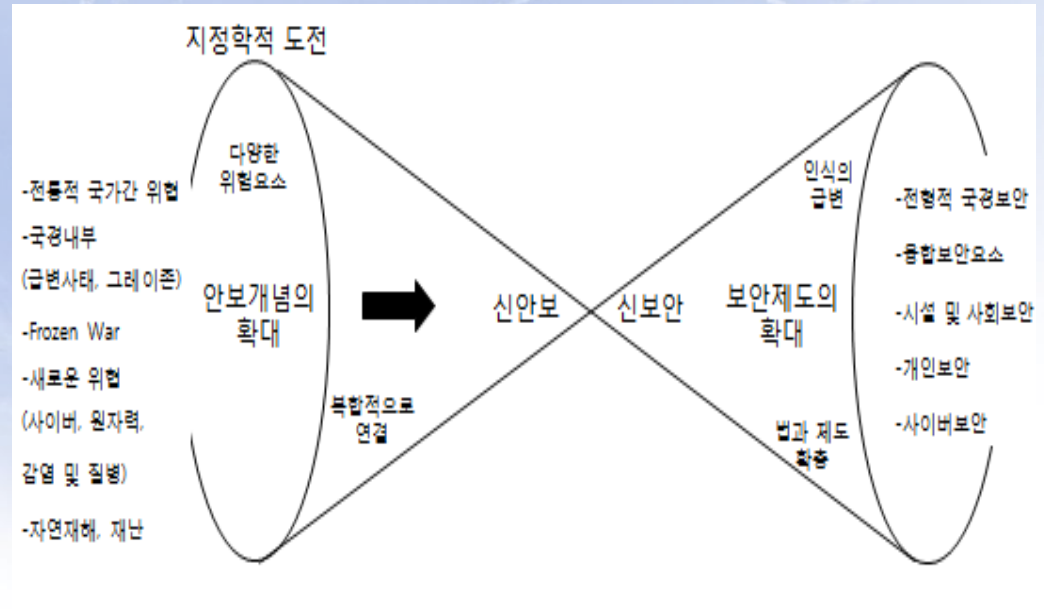 지정학적 도전
-전통적 국가간 위협
-국경내부
(급변사태, 그레이존)
-Frozen War
-새로운 위협
(사이버, 원자력,
감염 및 질병)
-자연재해, 재난
다양한
위험요소
안보개념의
확대
복합적으로
연결
신안보
신보안
인식의
급변
보안제도의
확대
법과 제도
확충
-전형적 국경보안
-융합보안요소
-시설 및 사회보안
-개인보안
-사이버보안